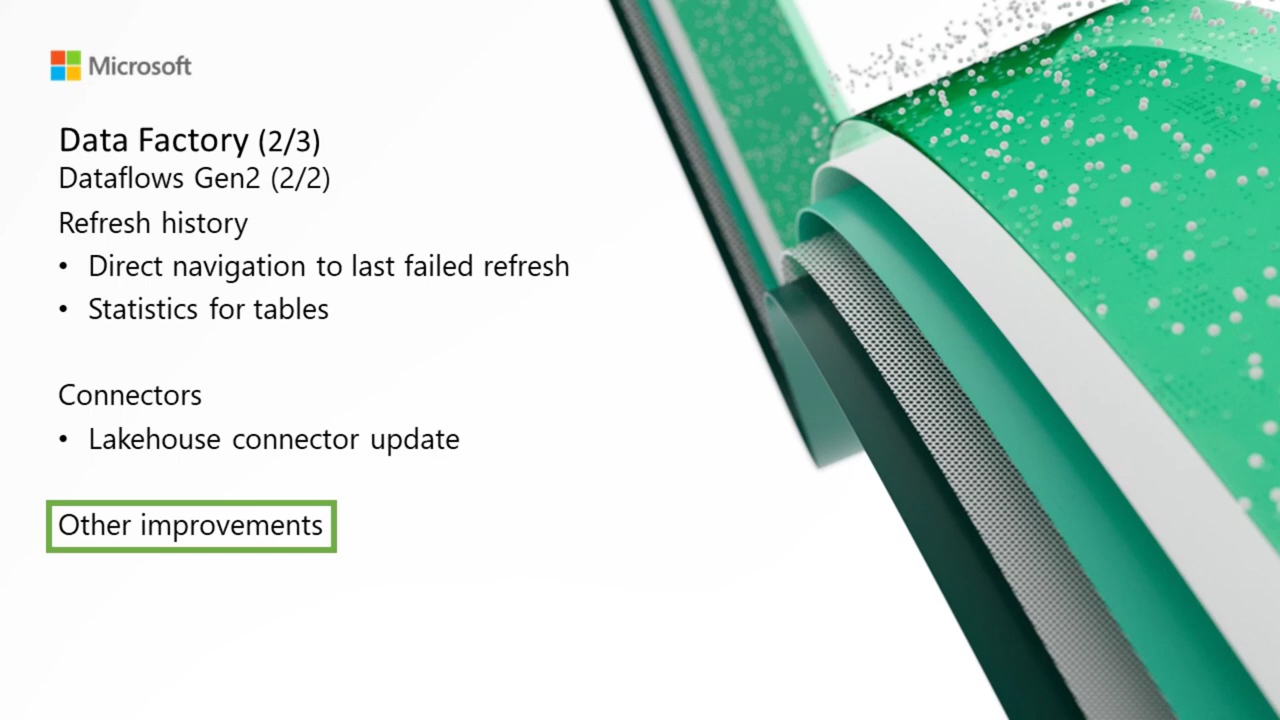 Microsoft
Data Factory (2/3)
Dataflows Gen2 (2/2)
Refresh history
• Direct navigation to last failed refresh
• Statistics for tables
Connectors
• Lakehouse connector update
Other improvements